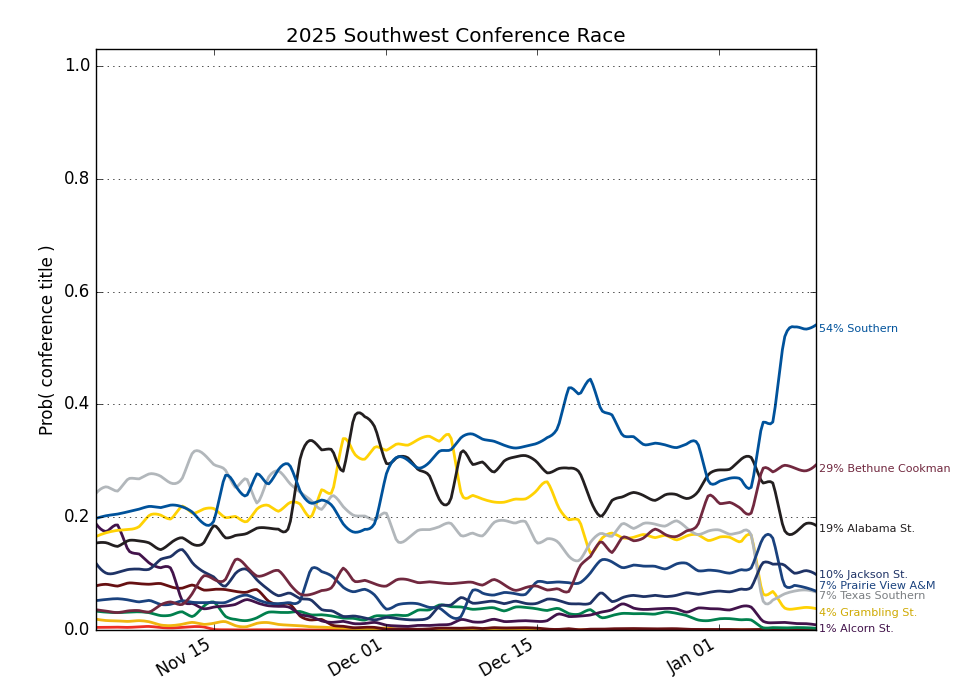 2025 Southwest Conference Race
Prob( conference title )
1.0
0.8
0.6
0.4
0.2
0.0
54% Southern
29% Bethune Cookman
19% Alabama St.
10% Jackson St.
7% Prairie View A&M
7% Texas Southern
4% Grambling St.
1% Alcorn St.
Nov 15
Dec 01
Dec 15
Jan 01